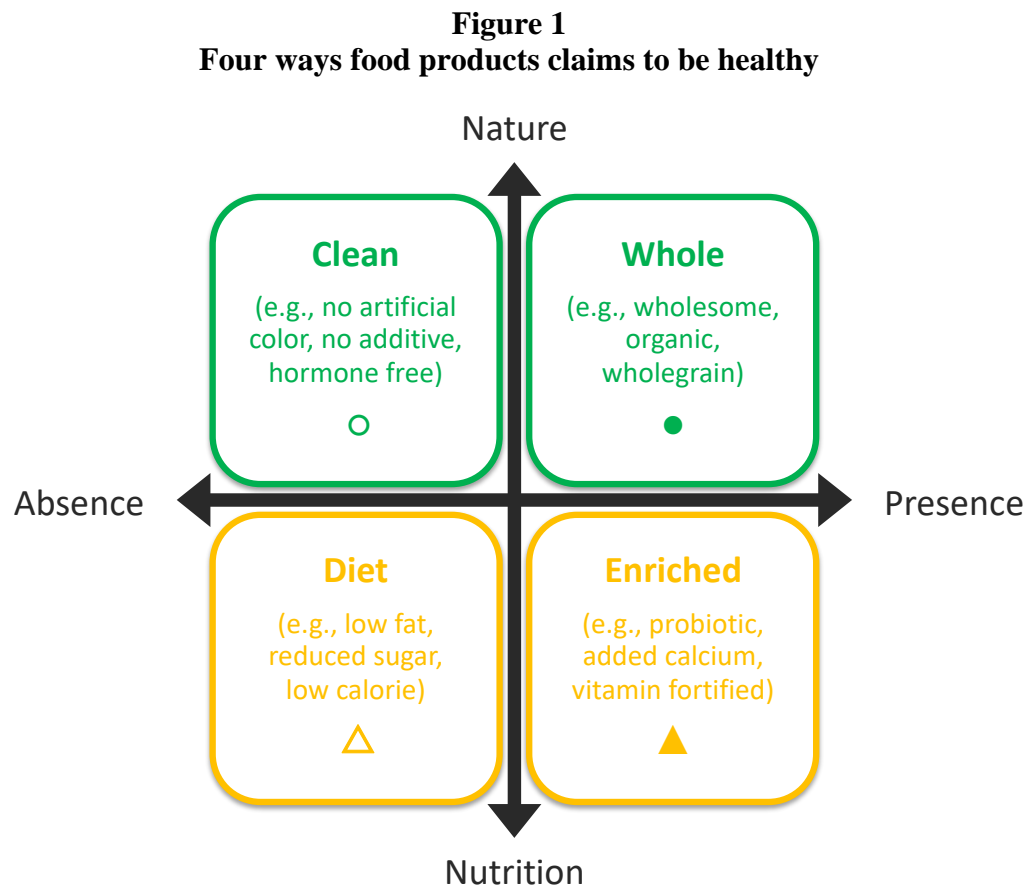 Figure 1
Four ways food products claims to be healthy
Nature
Clean
(e.g., no artificial
color, no additive,
hormone free)
Whole
(e.g., wholesome,
organic,
wholegrain)
Absence
Presence
Diet
(e.g., low fat,
reduced sugar,
low calorie)
Enriched
(e.g., probiotic,
added calcium,
vitamin fortified)
Nutrition